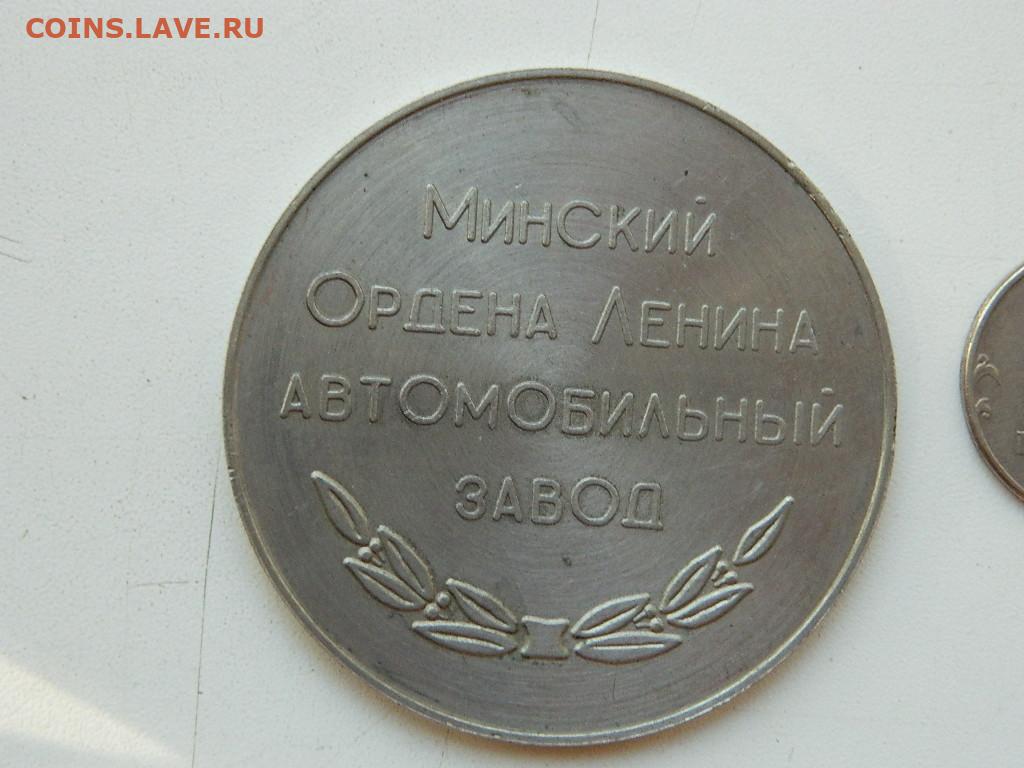 COINS.LAVE.RU
МИНСКИЙ
ОРДЕНА ЛЕНИНА
АВТОМОБИЛЬНЫЙ
ЗАВОД